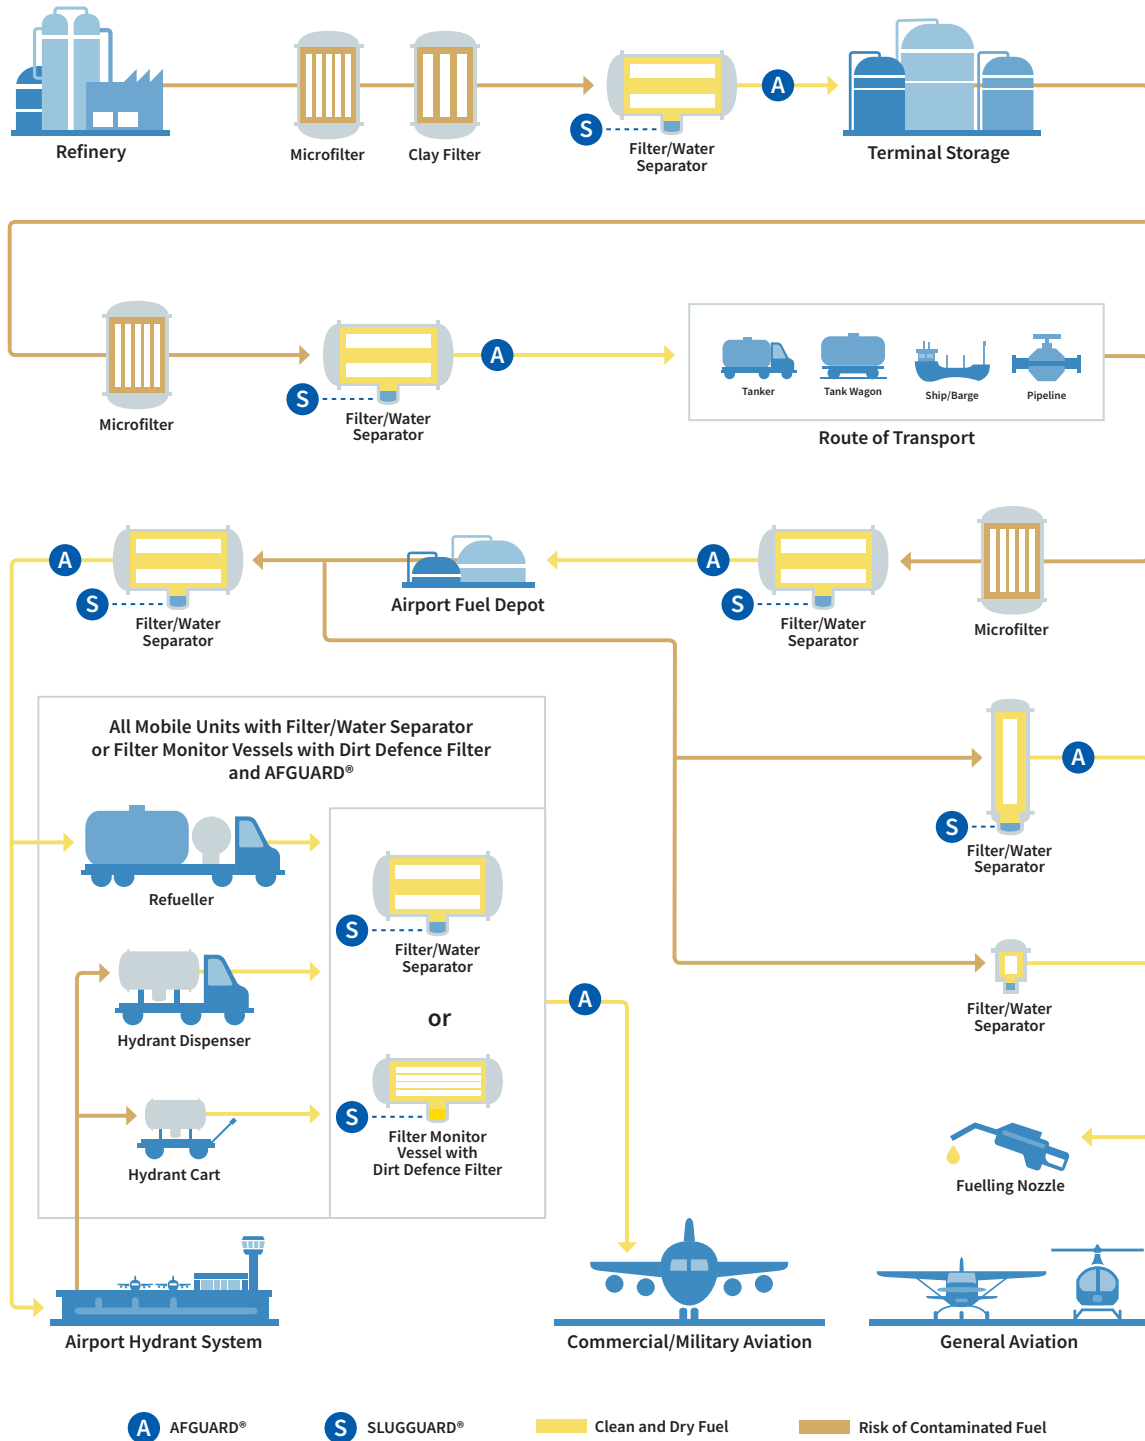 A
S
Refinery
Microfilter
Clay Filter
Filter/Water
Separator
Terminal Storage
A
S
Microfilter
Filter/Water
Separator
Tanker
Tank Wagon
Ship/Barge
Pipeline
Route of Transport
A
S
Filter/Water
Separator
Airport Fuel Depot
A
S
Filter/Water
Separator
Microfilter
All Mobile Units with Filter/Water Separator
or Filter Monitor Vessels with Dirt Defence Filter
and AFGUARD®
Refueller
S
Filter/Water
Separator
Hydrant Dispenser
or
S
Filter Monitor
Vessel with
Dirt Defence Filter
Hydrant Cart
A
A
S
Filter/Water
Separator
Filter/Water
Separator
Fuelling Nozzle
Airport Hydrant System
Commercial/Military Aviation
General Aviation
A AFGUARD®
S SLUGGUARD®
Clean and Dry Fuel
Risk of Contaminated Fuel